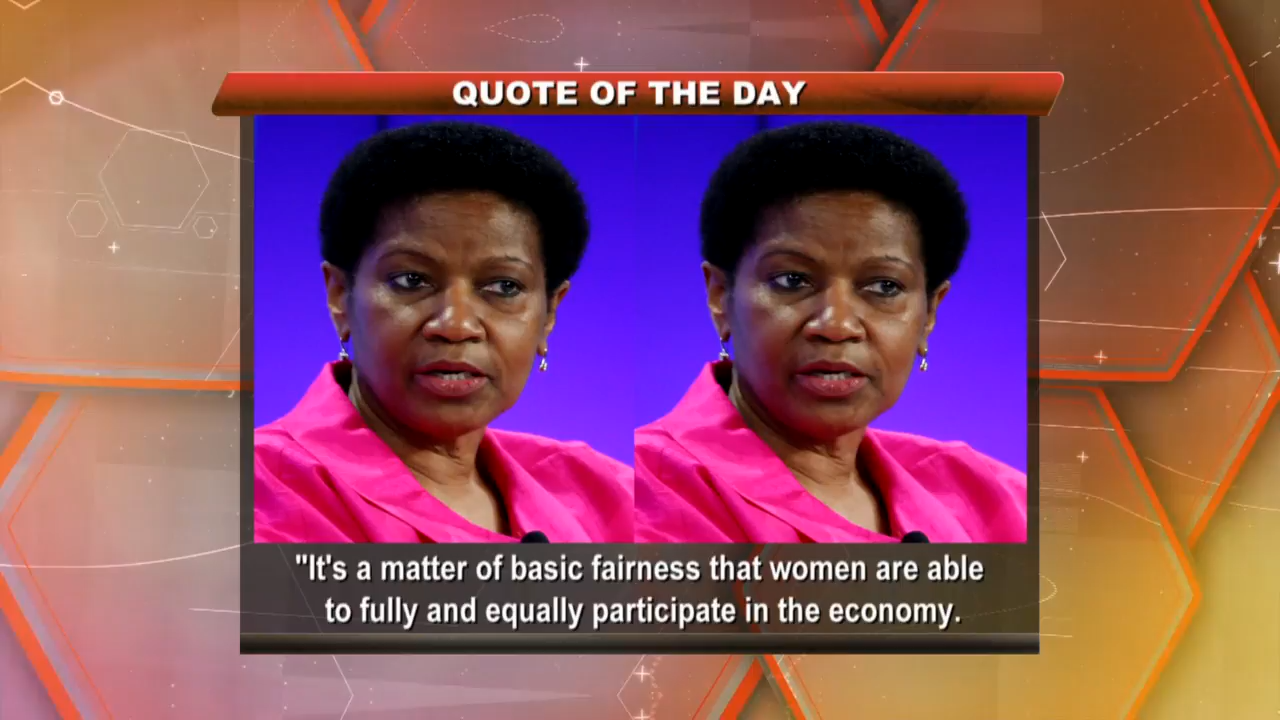 QUOTE OF THE DAY
"It's a matter of basic fairness that women are able
to fully and equally participate in the economy.